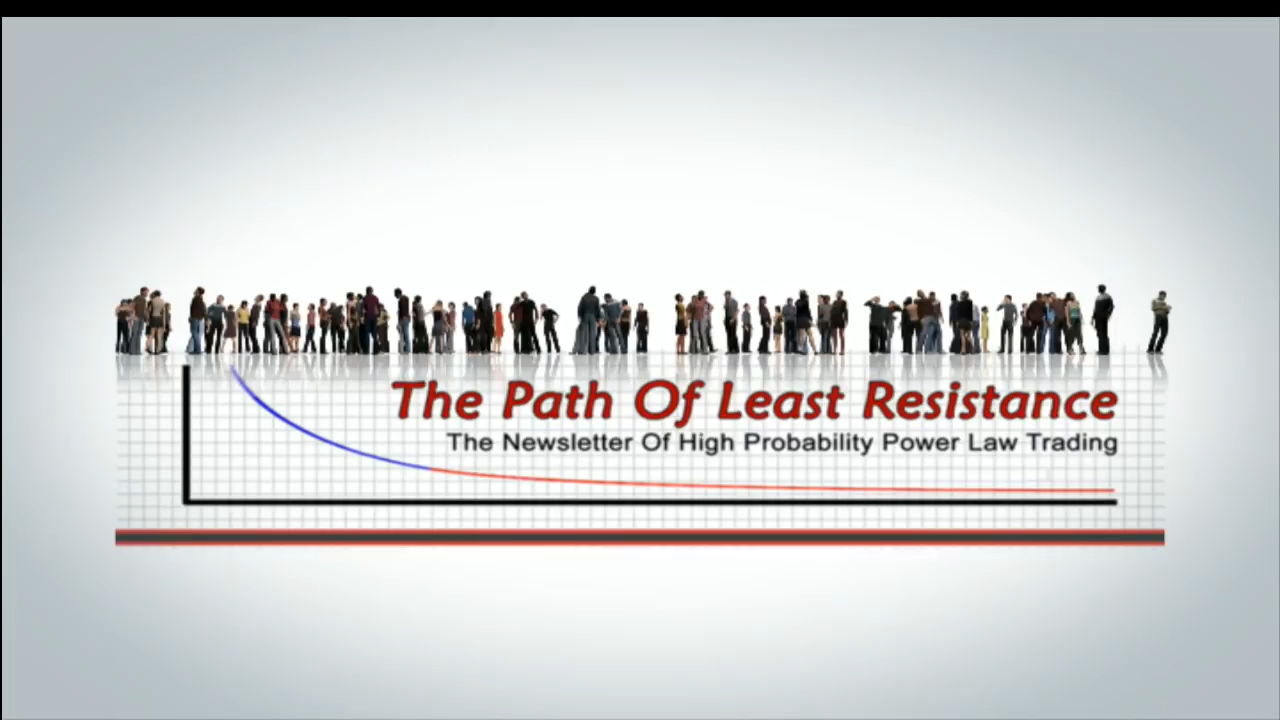 The Path Of Least Resistance
The Newsletter Of High Probability Power Law Trading